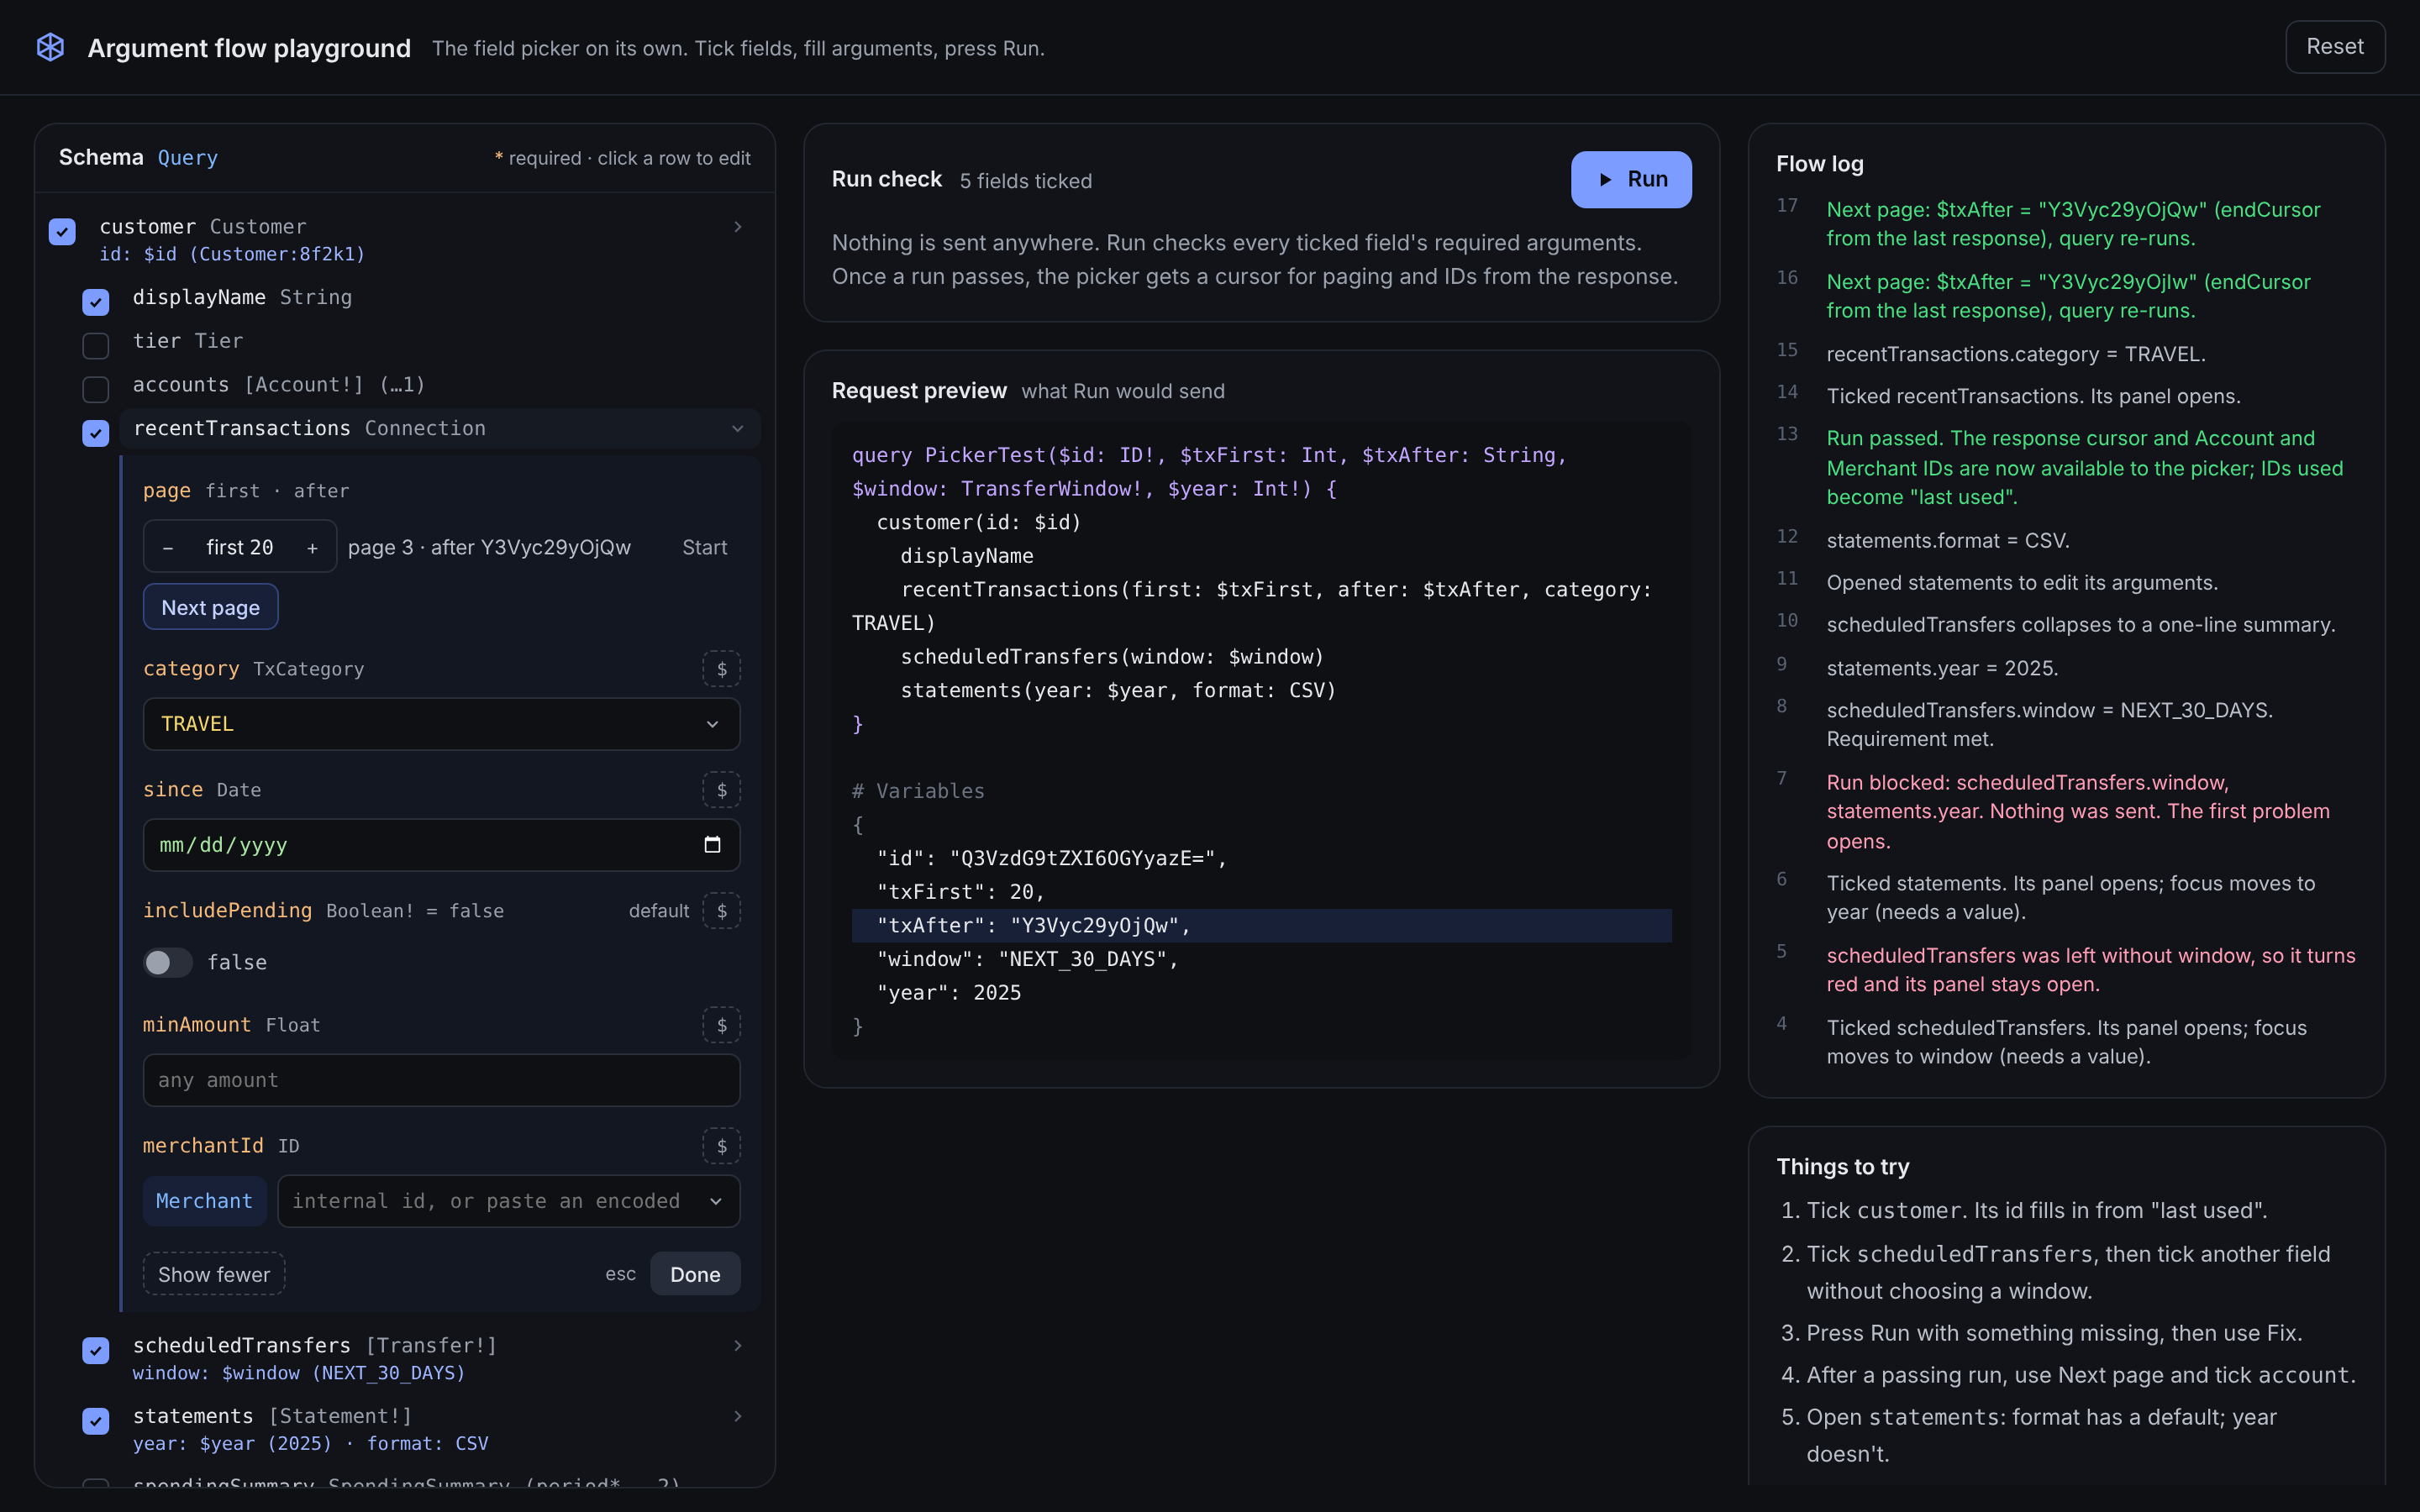 Argument flow playground The field picker on its own. Tick fields, fill arguments, press Run.
Reset
Schema Query * required · click a row to edit
customer Customer
id: $id (Customer:8f2k1)
displayName String
tier Tier
accounts [Account!] (…1)
recentTransactions Connection
page first · after
− first 20 + page 3 · after Y3Vyc29yOjQw Start
Next page
category TxCategory $
TRAVEL
since Date $
mm/dd/yyyy
includePending Boolean! = false default $
false
minAmount Float $
any amount
merchantId ID $
Merchant internal id, or paste an encoded
Show fewer esc Done
scheduledTransfers [Transfer!]
window: $window (NEXT_30_DAYS)
statements [Statement!]
year: $year (2025) · format: CSV
spendingSummary SpendingSummary (period*
Run check 5 fields ticked
Run
Nothing is sent anywhere. Run checks every ticked field's required arguments.
Once a run passes, the picker gets a cursor for paging and IDs from the response.
Request preview what Run would send
query PickerTest($id: ID!, $txFirst: Int, $txAfter: String,
$window: TransferWindow!, $year: Int!) {
customer(id: $id)
displayName
recentTransactions(first: $txFirst, after: $txAfter, category:
TRAVEL)
scheduledTransfers(window: $window)
statements(year: $year, format: CSV)
}
# Variables
{
"id": "Q3VzdG9tZXI6OGYyazE=",
"txFirst": 20,
"txAfter": "Y3Vyc29yOjQw",
"window": "NEXT_30_DAYS",
"year": 2025
}
Flow log
17 Next page: $txAfter = "Y3Vyc29yOjQw" (endCursor
from the last response), query re-runs.
16 Next page: $txAfter = "Y3Vyc29yOjIw" (endCursor
from the last response), query re-runs.
15 recentTransactions.category = TRAVEL.
14 Ticked recentTransactions. Its panel opens.
13 Run passed. The response cursor and Account and
Merchant IDs are now available to the picker; IDs used
become "last used".
12 statements.format = CSV.
11 Opened statements to edit its arguments.
10 scheduledTransfers collapses to a one-line summary.
9 statements.year = 2025.
8 scheduledTransfers.window = NEXT_30_DAYS.
Requirement met.
7 Run blocked: scheduledTransfers.window,
statements.year. Nothing was sent. The first problem
opens.
6 Ticked statements. Its panel opens; focus moves to
year (needs a value).
5 scheduledTransfers was left without window, so it turns
red and its panel stays open.
4 Ticked scheduledTransfers. Its panel opens; focus
moves to window (needs a value).
Things to try
1. Tick customer. Its id fills in from "last used".
2. Tick scheduledTransfers, then tick another field
without choosing a window.
3. Press Run with something missing, then use Fix.
4. After a passing run, use Next page and tick account.
5. Open statements: format has a default; year
doesn't.